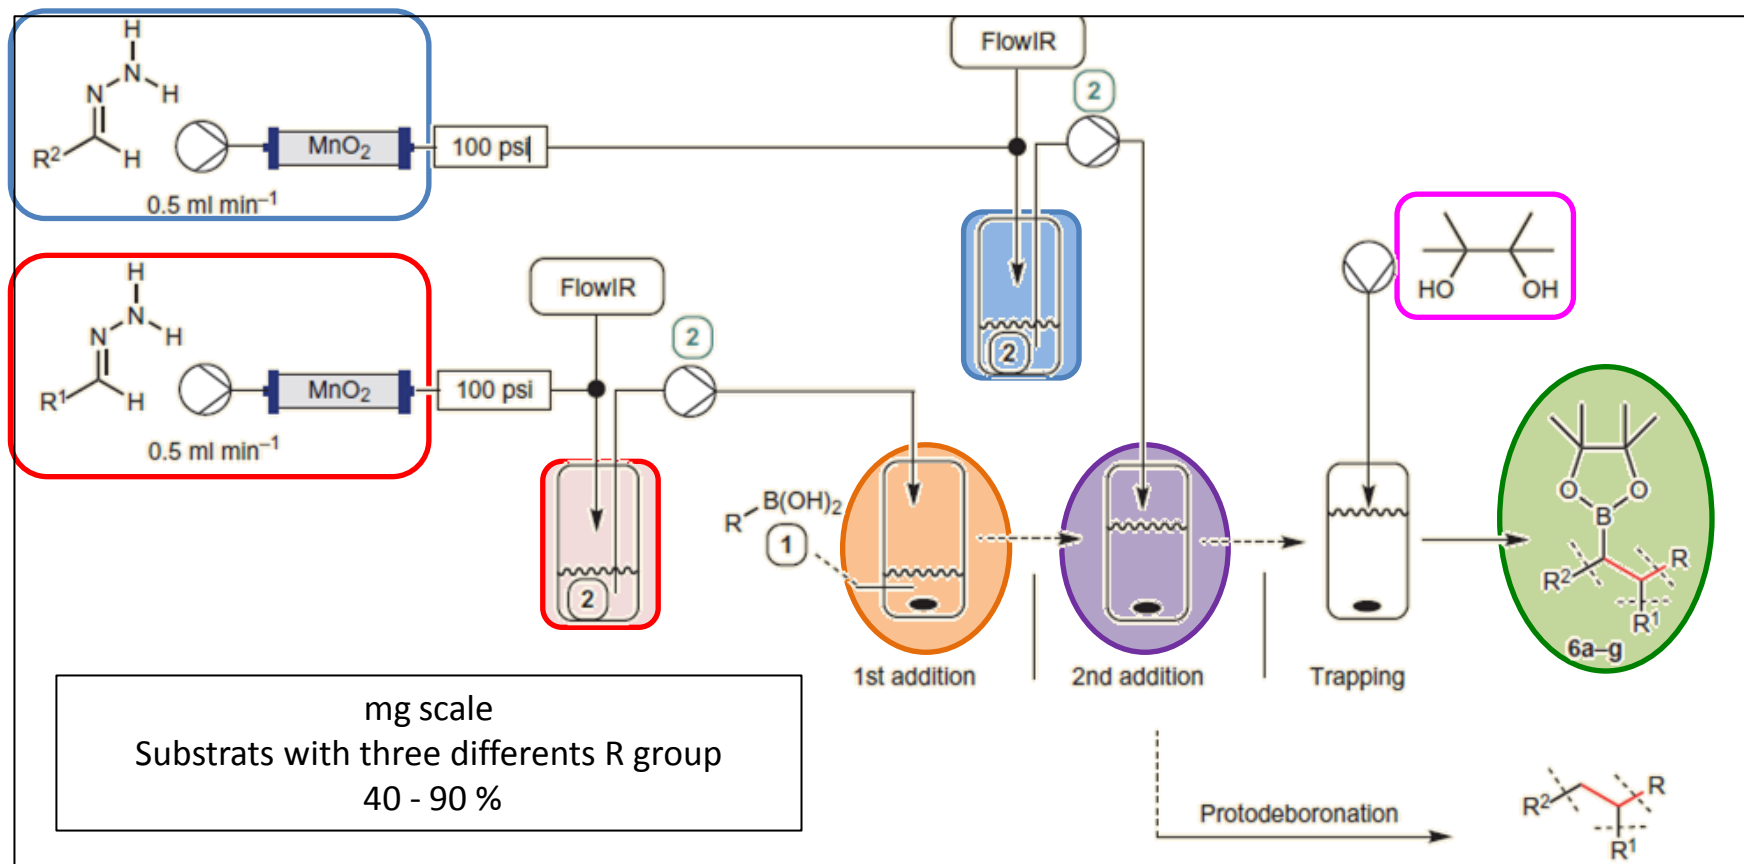 FlowIR
H
N
H
N
R² H
MnO₂
100 psi
0.5 ml min⁻¹
2
2
HO OH
FlowIR
H
N
H
N
R¹ H
MnO₂
100 psi
0.5 ml min⁻¹
2
2
R B(OH)₂
1
O O
B
R² R
R¹
6a–g
1st addition
2nd addition
Trapping
mg scale
Substrats with three differents R group
40 - 90 %
Protodeboronation
R² R
R¹